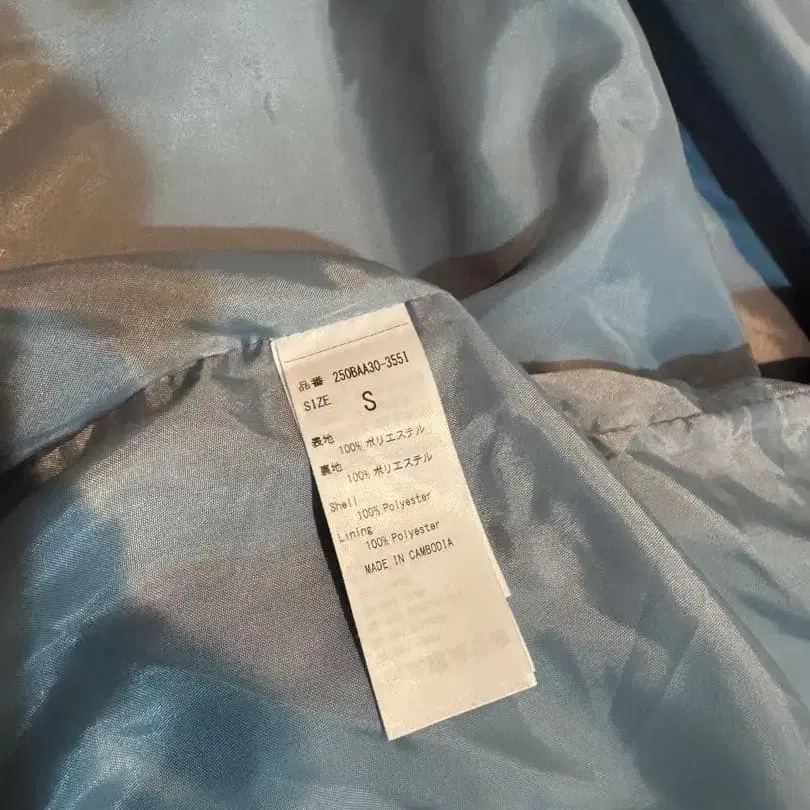 品番 250BAA30-3551
SIZE S
表地
100% ポリエステル
裏地
100% ポリエステル
Shell
100% Polyester
Lining
100% Polyester
MADE IN CAMBODIA